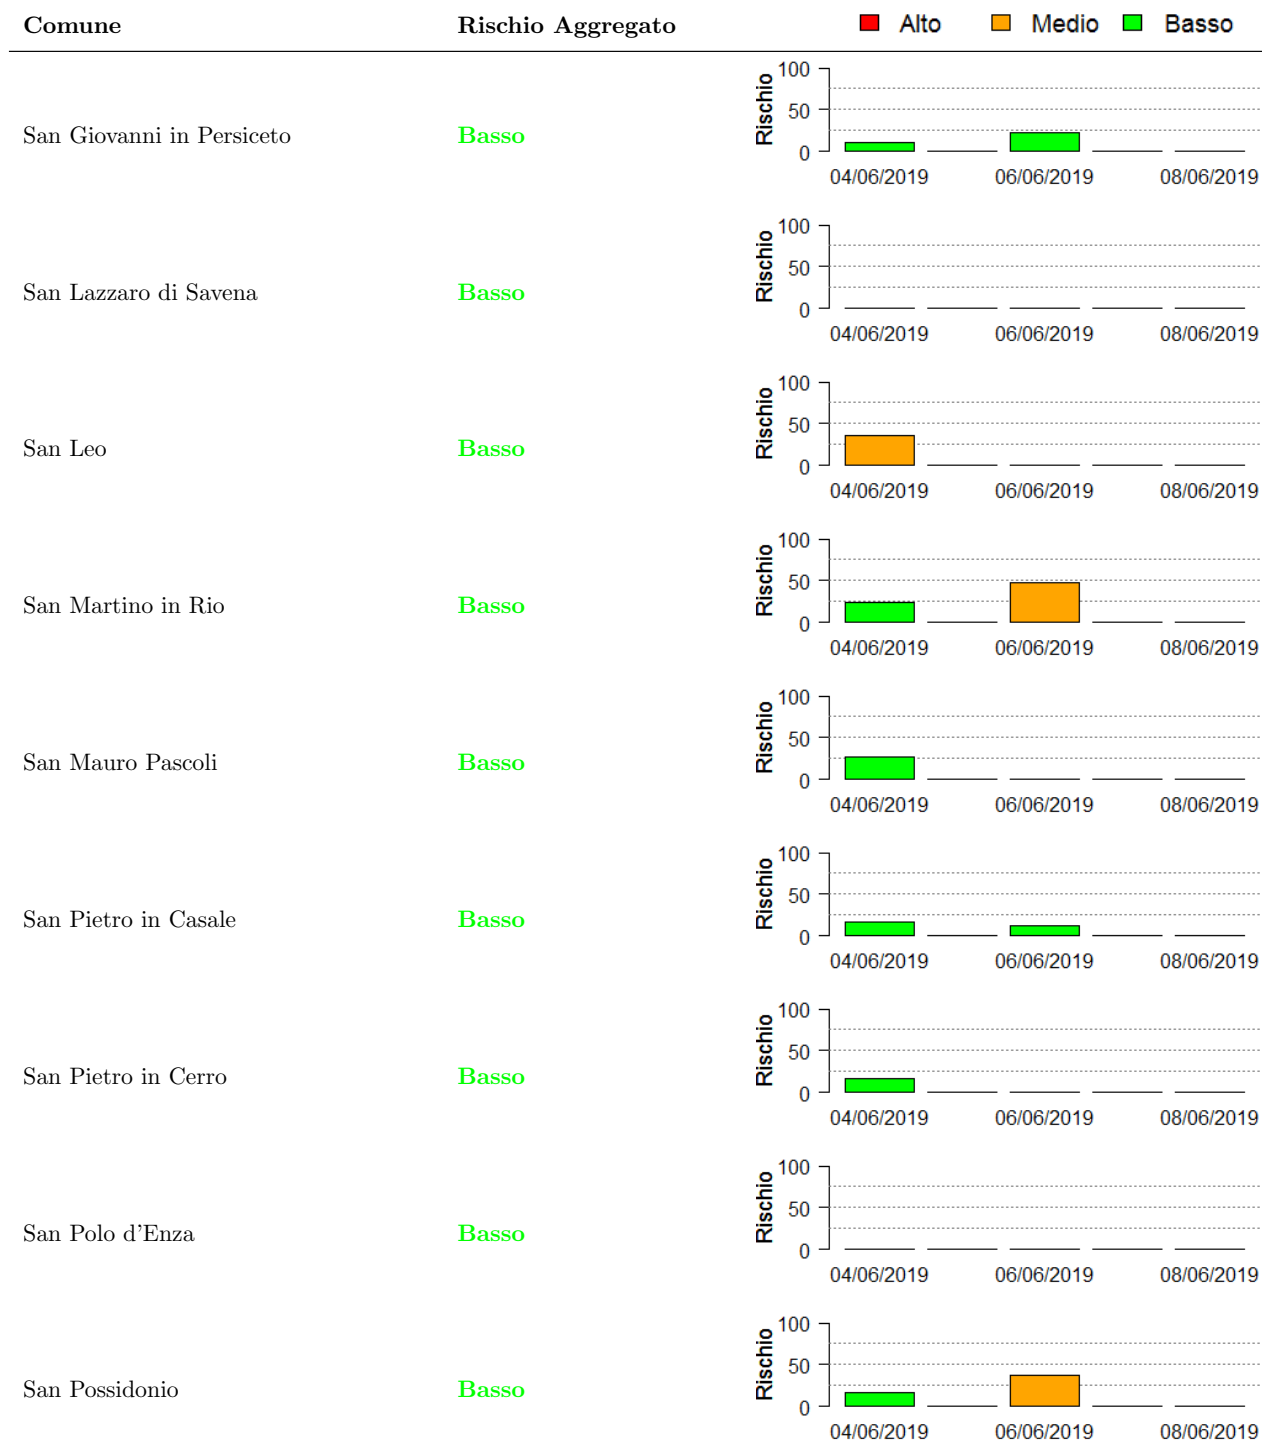 Comune Rischio Aggregato Alto Medio Basso
San Giovanni in Persiceto Basso Rischio 100 50 0
04/06/2019 06/06/2019 08/06/2019
San Lazzaro di Savena Basso Rischio 100 50 0
04/06/2019 06/06/2019 08/06/2019
San Leo Basso Rischio 100 50 0
04/06/2019 06/06/2019 08/06/2019
San Martino in Rio Basso Rischio 100 50 0
04/06/2019 06/06/2019 08/06/2019
San Mauro Pascoli Basso Rischio 100 50 0
04/06/2019 06/06/2019 08/06/2019
San Pietro in Casale Basso Rischio 100 50 0
04/06/2019 06/06/2019 08/06/2019
San Pietro in Cerro Basso Rischio 100 50 0
04/06/2019 06/06/2019 08/06/2019
San Polo d'Enza Basso Rischio 100 50 0
04/06/2019 06/06/2019 08/06/2019
San Possidonio Basso Rischio 100 50 0
04/06/2019 06/06/2019 08/06/2019